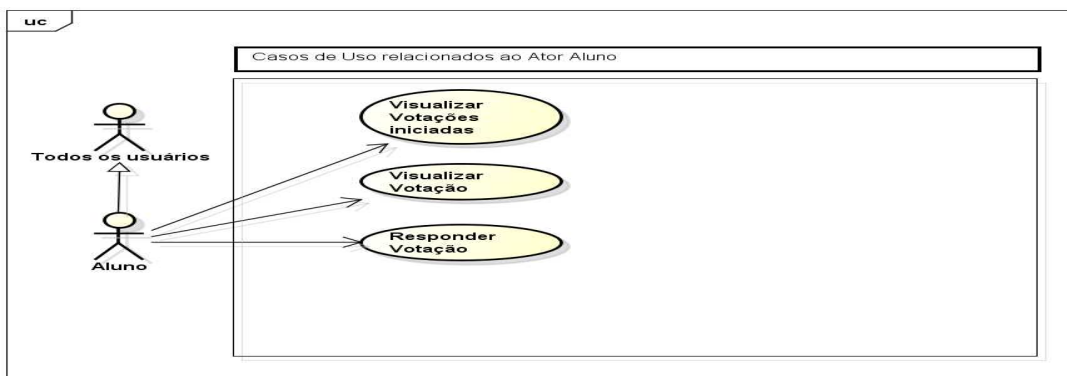 uc
Casos de Uso relacionados ao Ator Aluno
Visualizar
Votações
iniciadas
Todos os usuários
Visualizar
Votação
Responder
Votação
Aluno